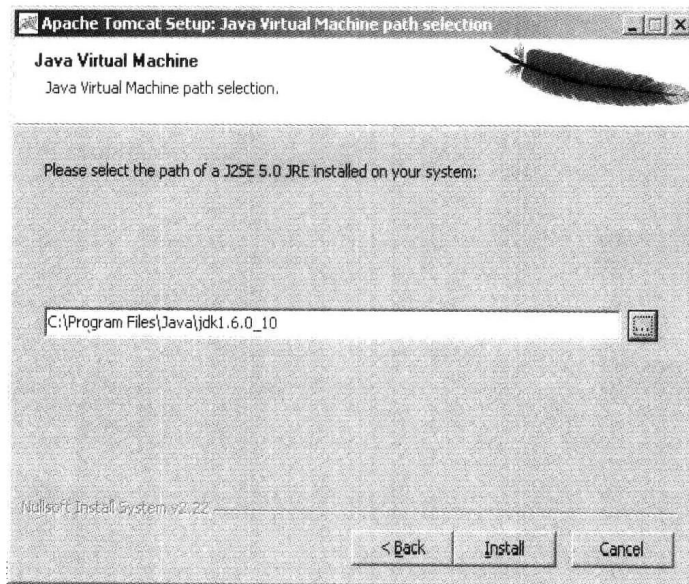 Apache Tomcat Setup: Java Virtual Machine path selection
Java Virtual Machine
Java Virtual Machine path selection.
Please select the path of a J2SE 5.0 JRE installed on your system:
C:\Program Files\Java\jdk1.6.0_10
...
Nullsoft Install System v2.22
< Back
Install
Cancel